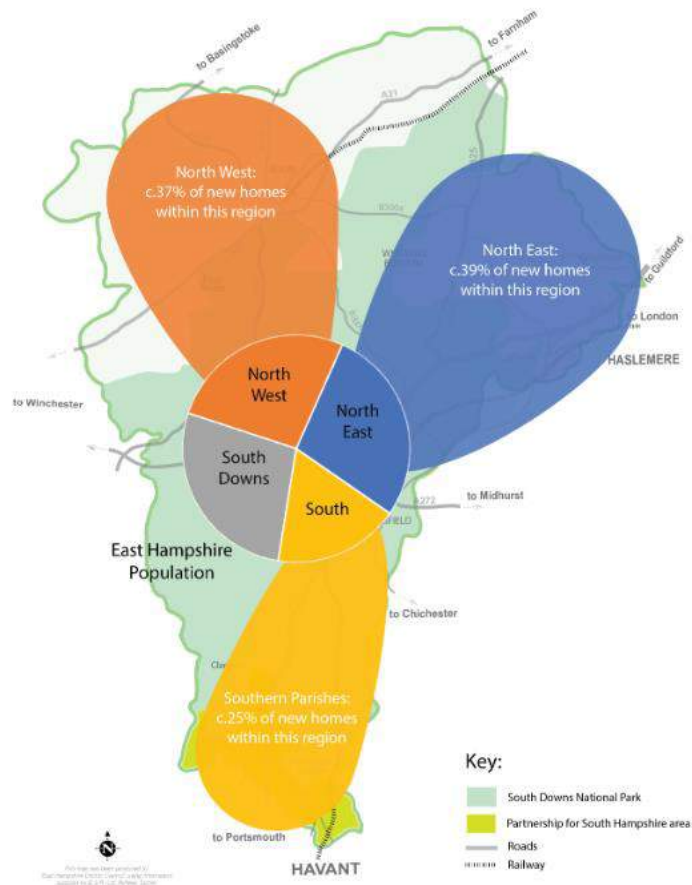 to Basingstoke
to Farnham
A31
North West:
c.37% of new homes
within this region
North East:
c.39% of new homes
within this region
to Guildford
to London
HASLEMERE
to Winchester
North
West
North
East
South
Downs
South
A272
to Midhurst
East Hampshire
Population
to Chichester
Southern Parishes:
c.25% of new homes
within this region
Key:
South Downs National Park
Partnership for South Hampshire area
Roads
Railway
to Portsmouth
HAVANT
N